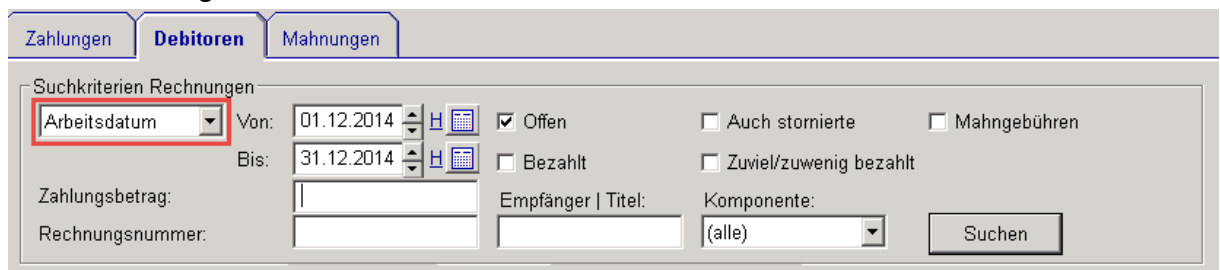 Zahlungen Debitoren Mahnungen
Suchkriterien Rechnungen
Arbeitsdatum Von: 01.12.2014 H Offen Auch stornierte Mahngebühren
Bis: 31.12.2014 H Bezahlt Zuviel/zuwenig bezahlt
Zahlungsbetrag: Empfänger | Titel: Komponente:
Rechnungsnummer: (alle) Suchen